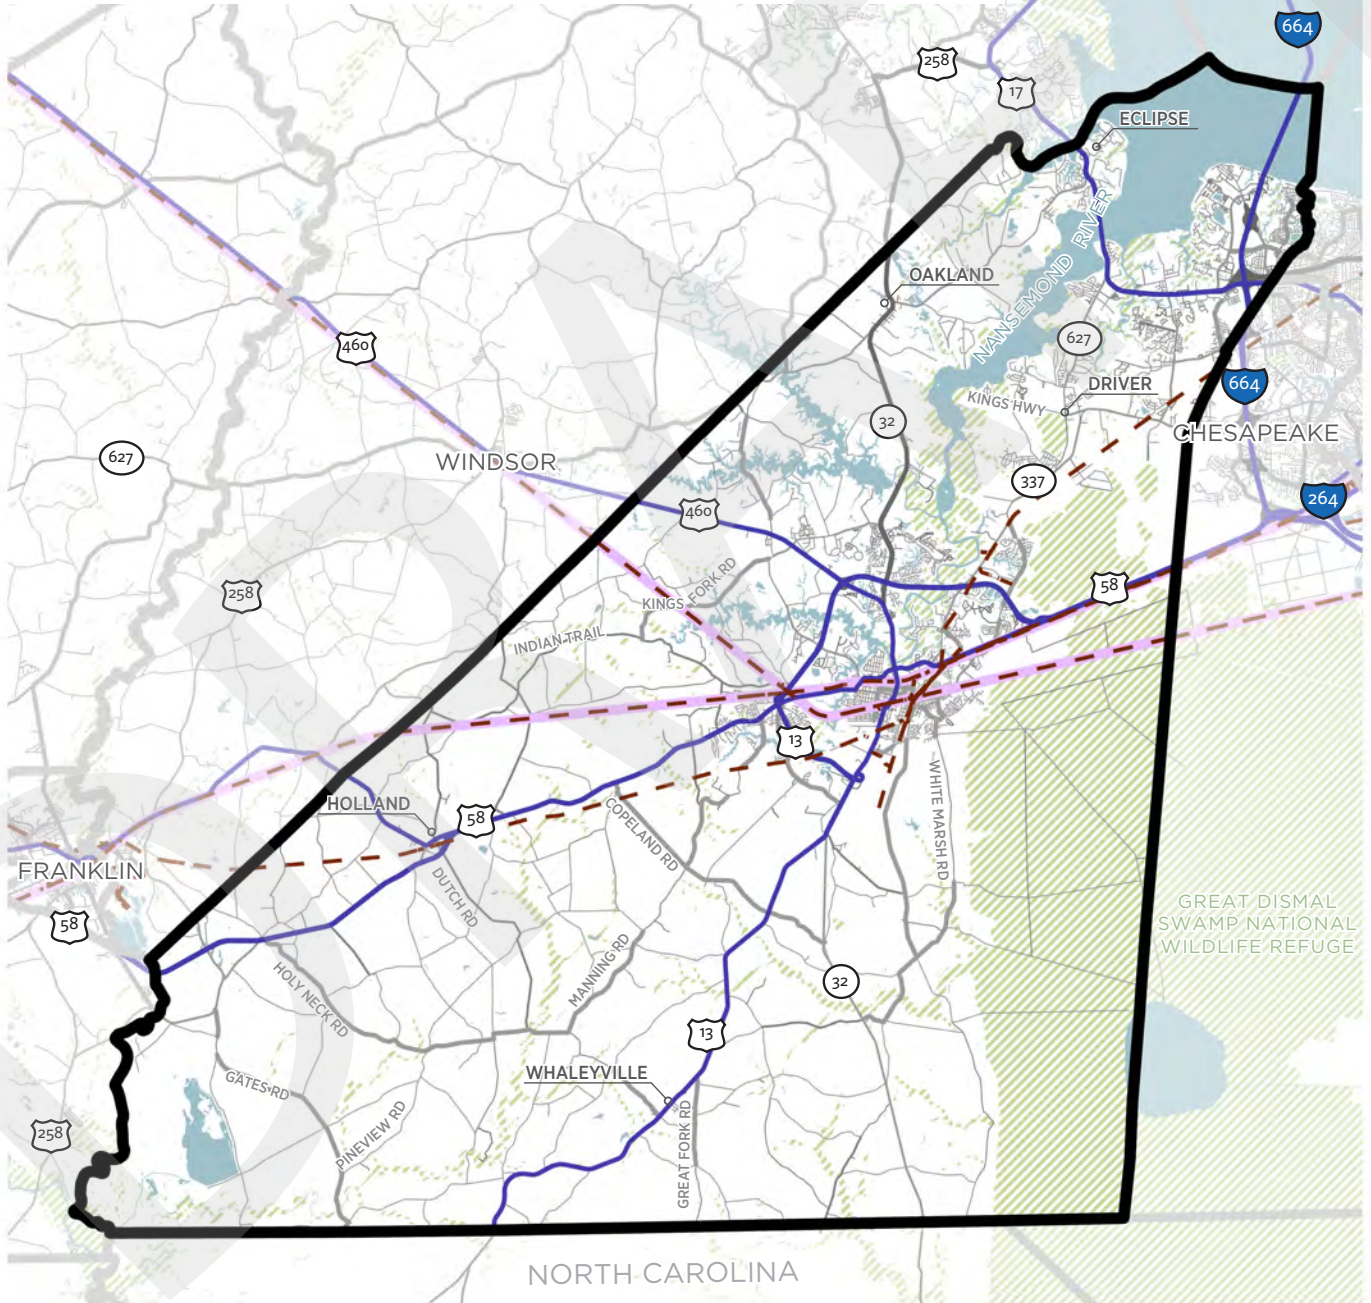 664
258
17
ECLIPSE
NANSEMOND RIVER
OAKLAND
627
460
664
DRIVER
KINGS HWY
32
CHESAPEAKE
627
WINDSOR
337
264
460
58
258
KINGS FORK RD
INDIAN TRAIL
13
HOLLAND
58
COPELAND RD
WHITE MARSH RD
FRANKLIN
58
DUTCH RD
GREAT DISMAL
SWAMP NATIONAL
WILDLIFE REFUGE
MANNING RD
HOLY NECK RD
32
13
WHALEYVILLE
GATES RD
258
PINEVIEW RD
GREAT FORK RD
NORTH CAROLINA
DRAFT